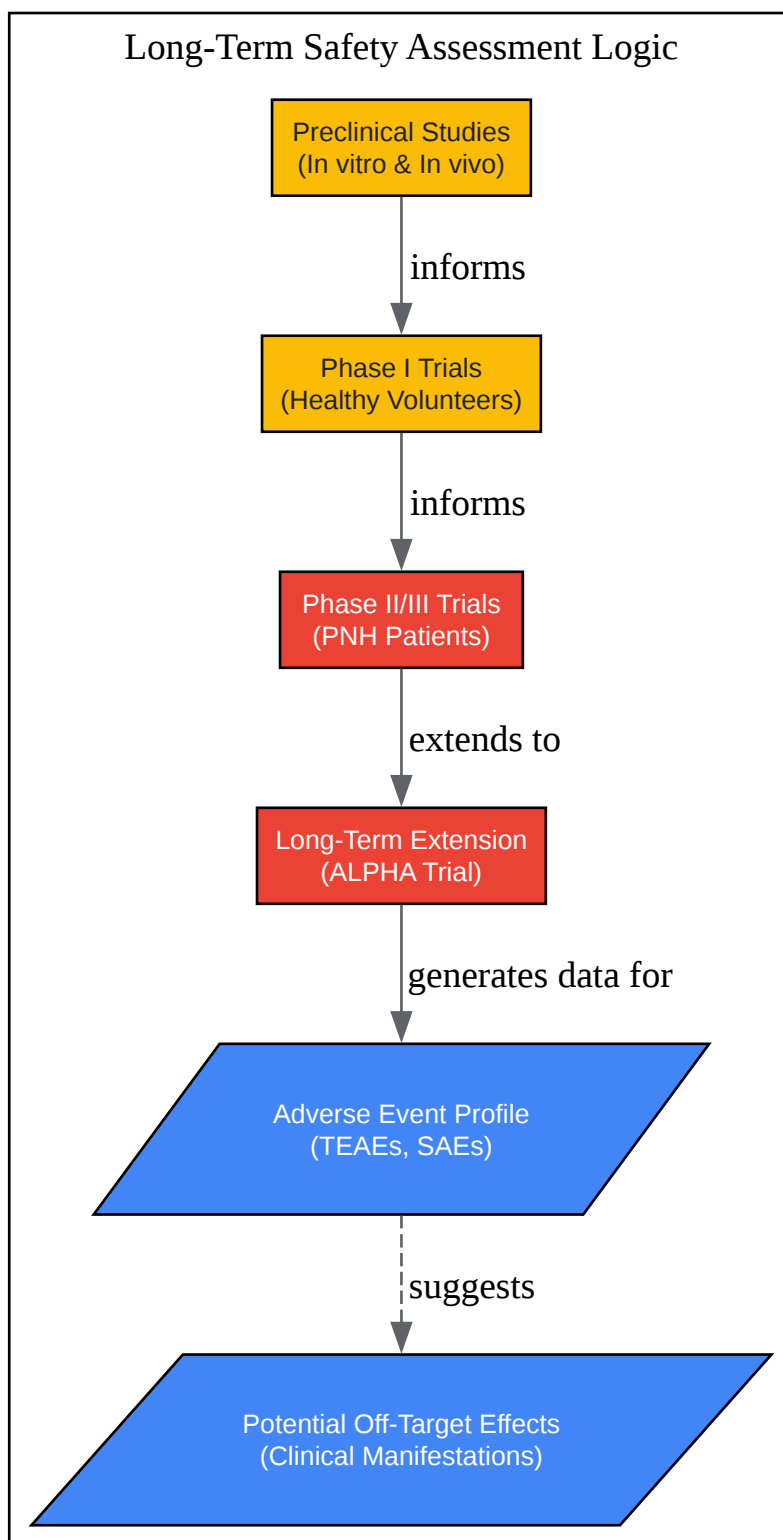 Long-Term Safety Assessment Logic
Preclinical Studies
(In vitro & In vivo)
informs
Phase I Trials
(Healthy Volunteers)
informs
Phase II/III Trials
(PNH Patients)
extends to
Long-Term Extension
(ALPHA Trial)
generates data for
Adverse Event Profile
(TEAEs, SAEs)
suggests
Potential Off-Target Effects
(Clinical Manifestations)